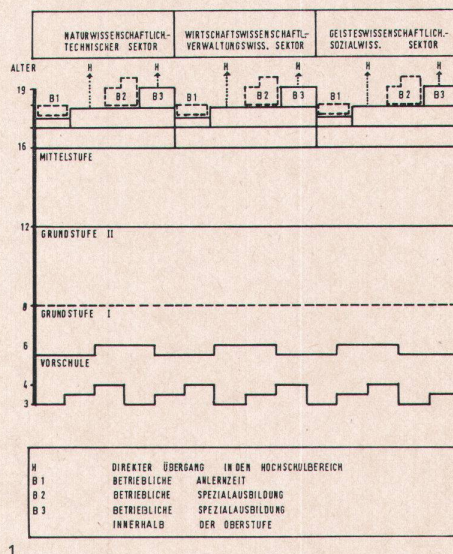 NATURWISSENSCHAFTLICH-
TECHNISCHER SEKTOR
WIRTSCHAFTSWISSENSCHAFTL.-
VERWALTUNGSWISS. SEKTOR
GEISTESWISSENSCHAFTLICH.-
SOZIALWISS. SEKTOR
ALTER H H H H H H
19 B1 B2 B3 B1 B2 B3 B1 B2 B3
16
MITTELSTUFE
12
GRUNDSTUFE II
8
GRUNDSTUFE I
6
VORSCHULE
4
3
H DIREKTER ÜBERGANG IN DEN HOCHSCHULBEREICH
B1 BETRIEBLICHE ANLERNZEIT
B2 BETRIEBLICHE SPEZIALAUSBILDUNG
B3 BETRIEBLICHE SPEZIALAUSBILDUNG
INNERHALB DER OBERSTUFE
1